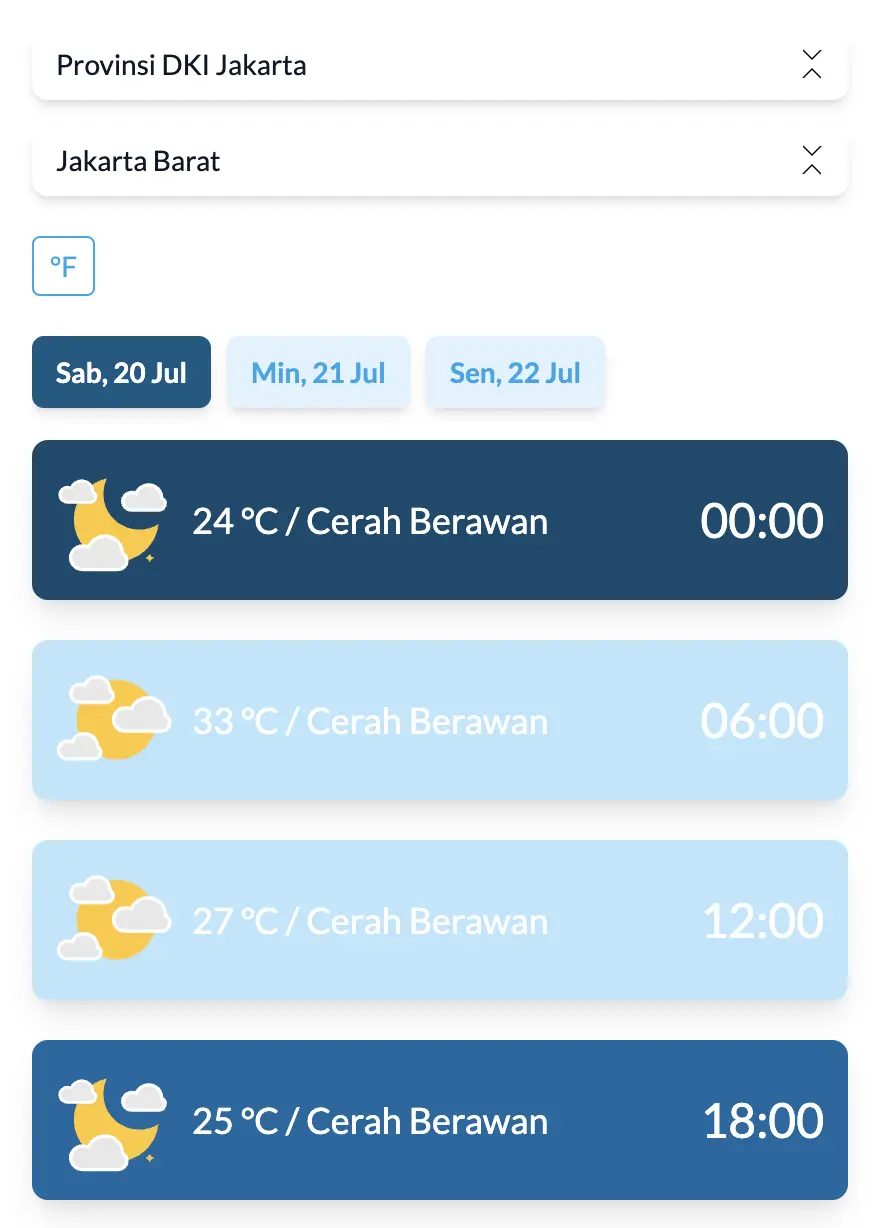 Provinsi DKI Jakarta
Jakarta Barat
°F
Sab, 20 Jul Min, 21 Jul Sen, 22 Jul
24 °C / Cerah Berawan 00:00
33 °C / Cerah Berawan 06:00
27 °C / Cerah Berawan 12:00
25 °C / Cerah Berawan 18:00